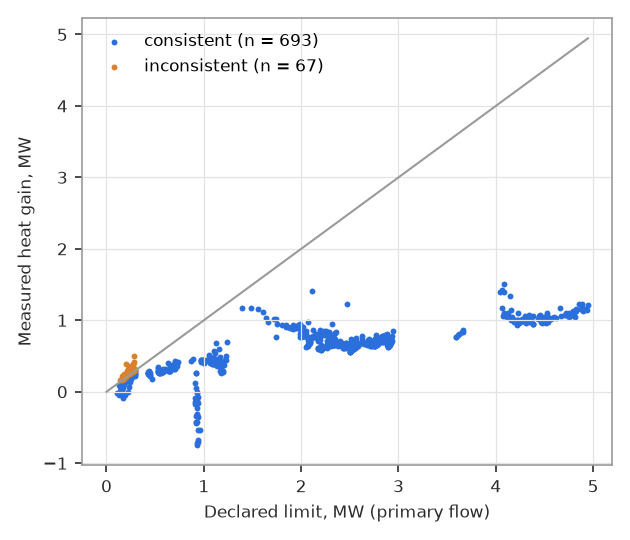 consistent (n = 693)
inconsistent (n = 67)
5
4
3
2
1
0
−1
0 1 2 3 4 5
Measured heat gain, MW
Declared limit, MW (primary flow)